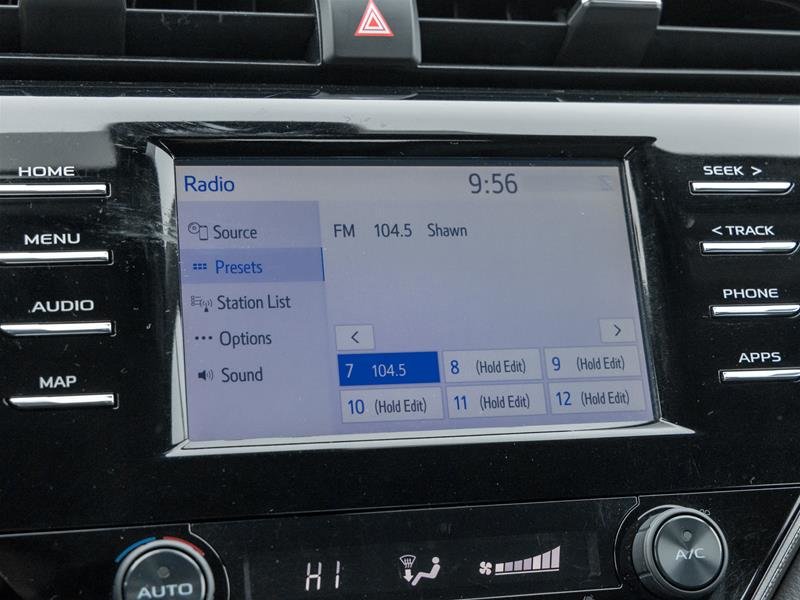 HOME
MENU
AUDIO
MAP
Radio 9:56
Source
Presets
Station List
Options
Sound
FM 104.5 Shawn
< >
7 104.5 8 (Hold Edit) 9 (Hold Edit)
10 (Hold Edit) 11 (Hold Edit) 12 (Hold Edit)
SEEK >
< TRACK
PHONE
APPS
AUTO HI A/C